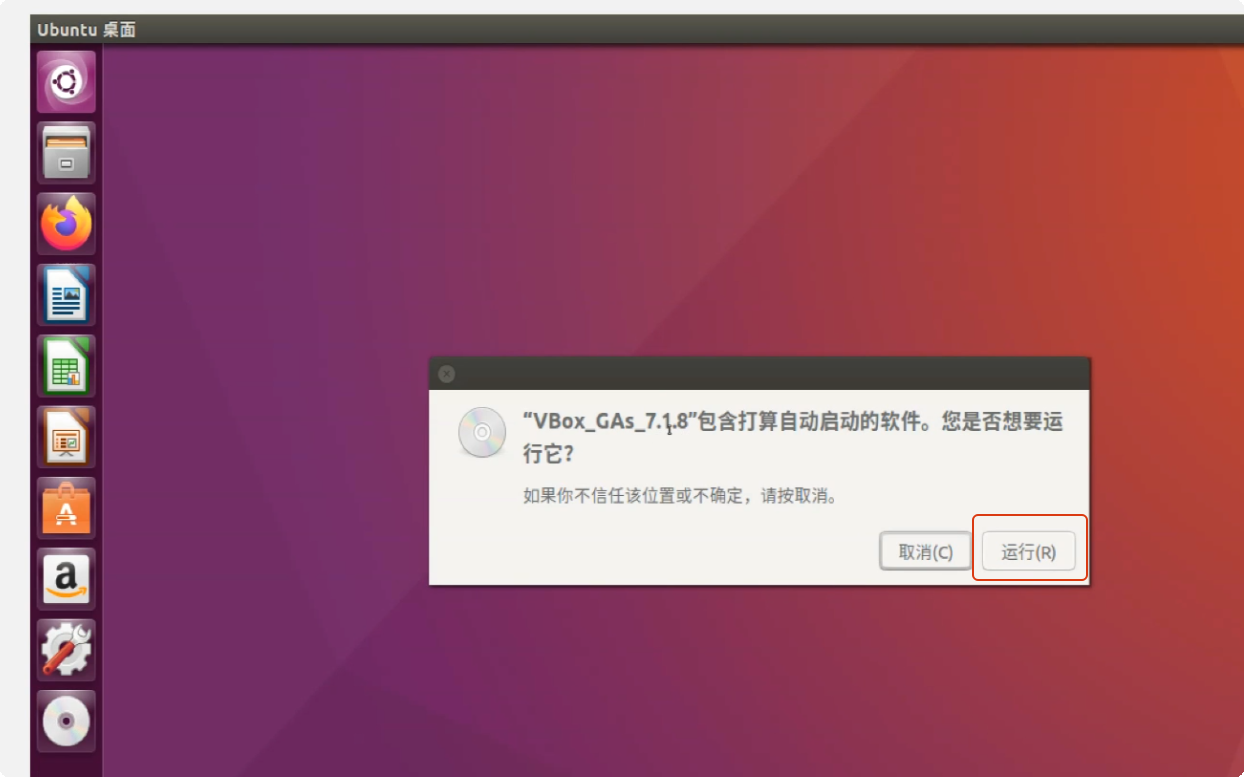 Ubuntu 桌面
“VBox_GAs_7.1.8”包含打算自动启动的软件。您是否想要运
行它?
如果你不信任该位置或不确定，请按取消。
取消(C) 运行(R)